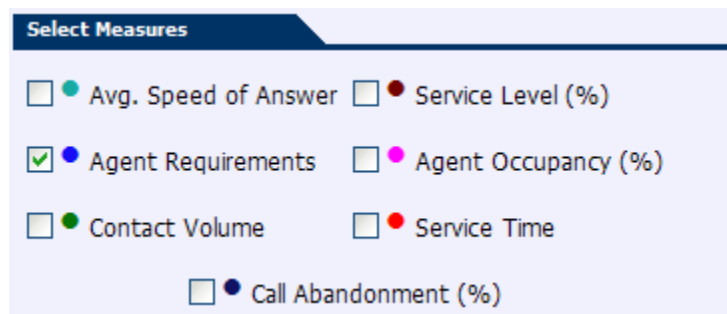 Select Measures
Avg. Speed of Answer Service Level (%)
Agent Requirements Agent Occupancy (%)
Contact Volume Service Time
Call Abandonment (%)